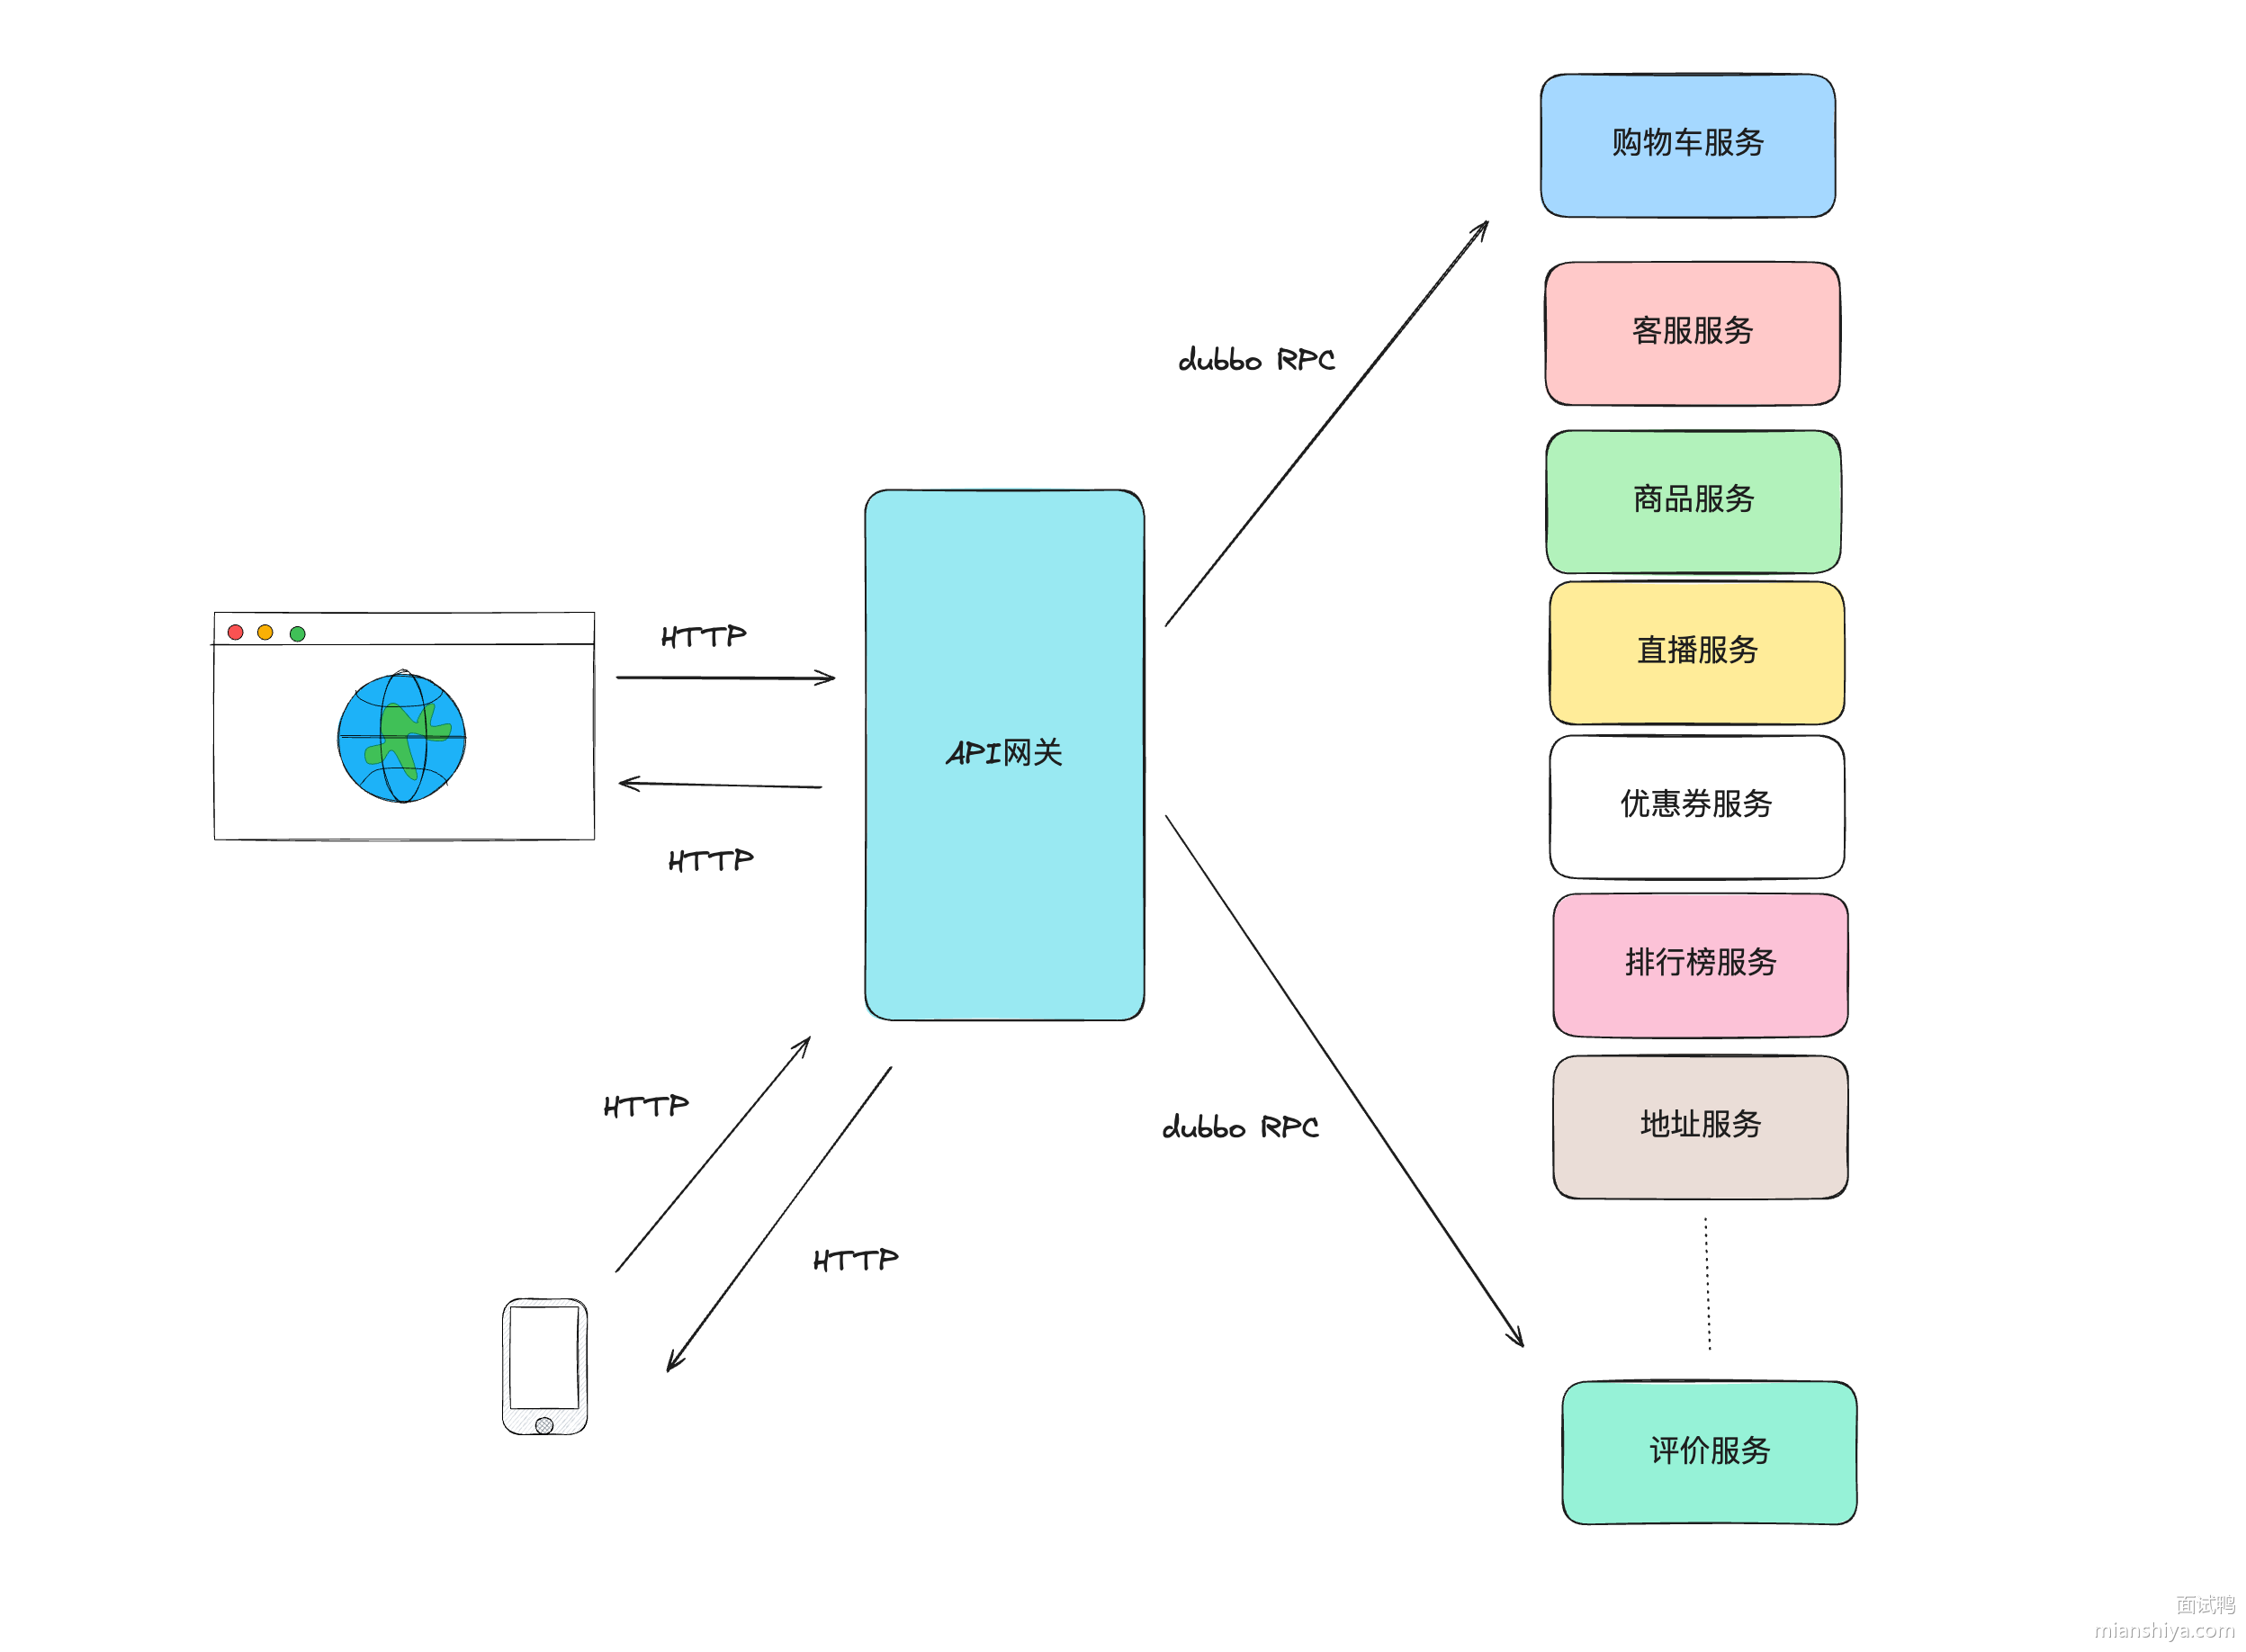 购物车服务
客服服务
dubbo RPC
商品服务
HTTP
直播服务
API网关
优惠券服务
HTTP
排行榜服务
HTTP
dubbo RPC
地址服务
HTTP
评价服务
面试鸭
mianshiya.com